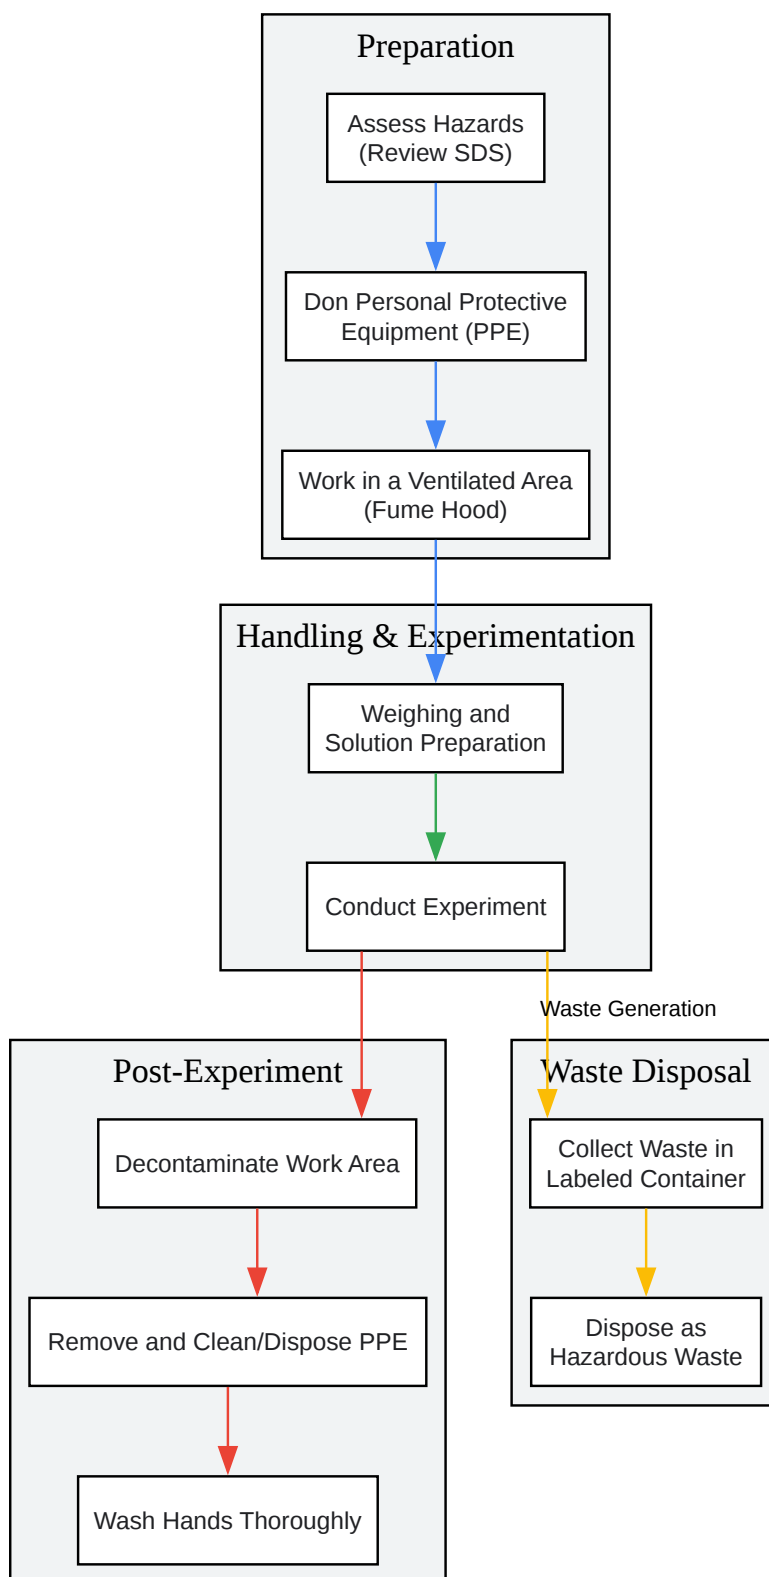 Preparation
Assess Hazards
(Review SDS)
Don Personal Protective
Equipment (PPE)
Work in a Ventilated Area
(Fume Hood)
Handling & Experimentation
Weighing and
Solution Preparation
Conduct Experiment
Waste Generation
Post-Experiment
Decontaminate Work Area
Remove and Clean/Dispose PPE
Wash Hands Thoroughly
Waste Disposal
Collect Waste in
Labeled Container
Dispose as
Hazardous Waste